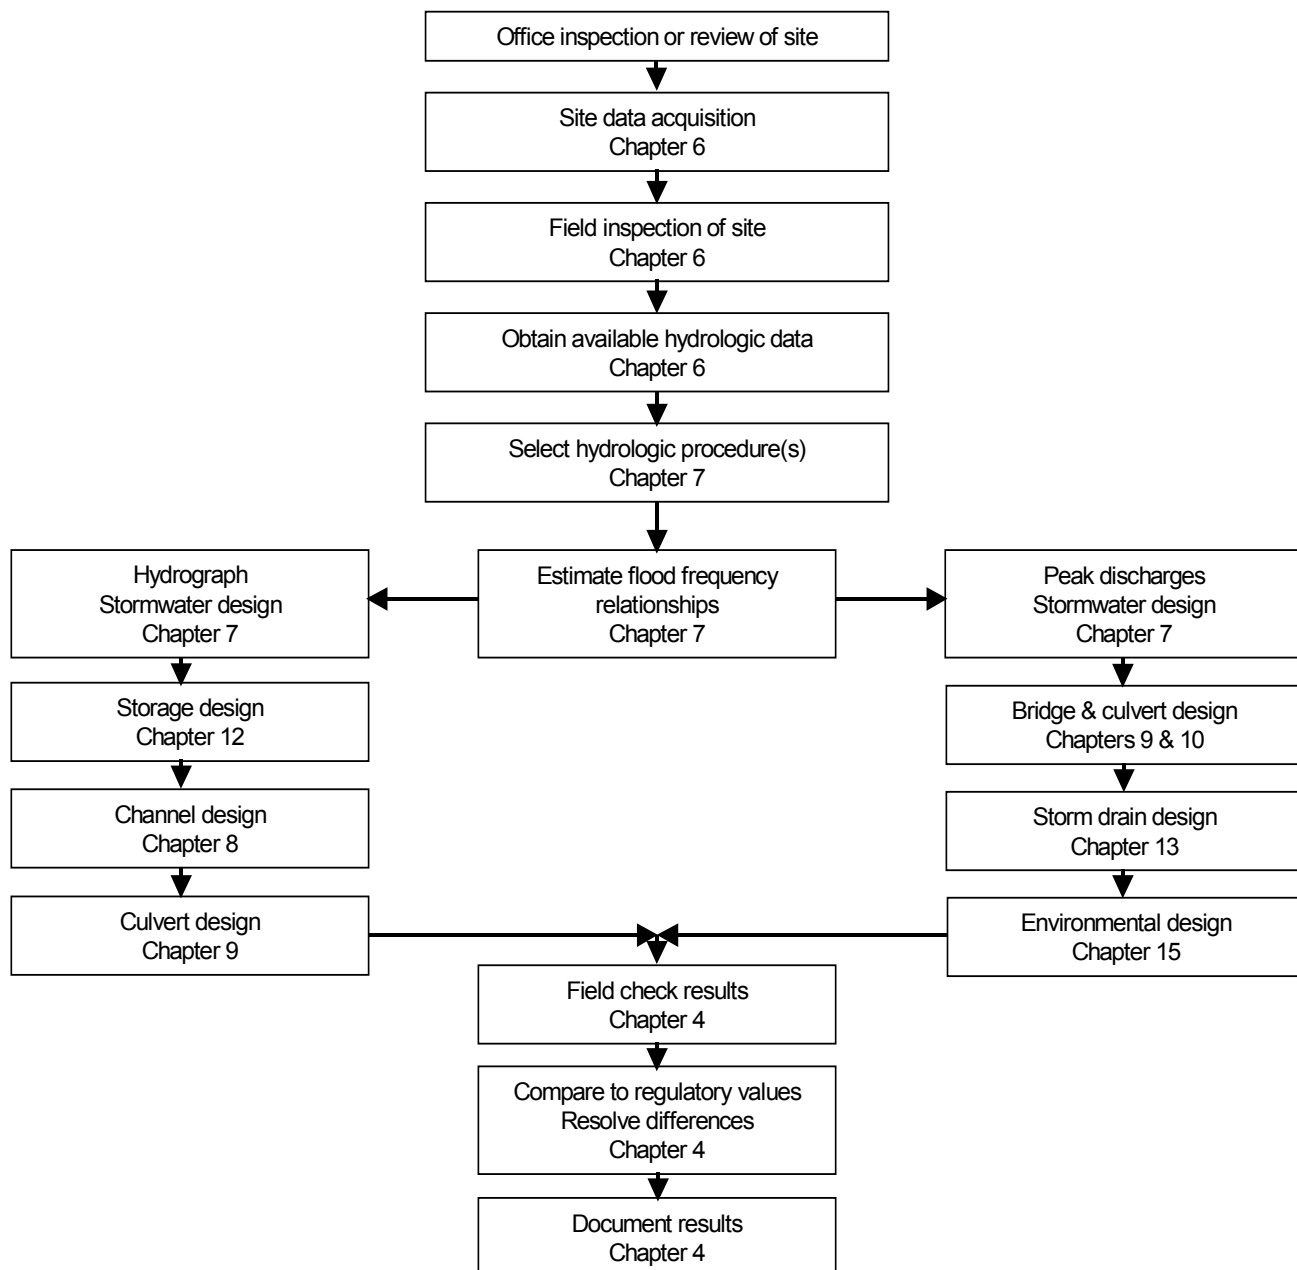 Office inspection or review of site
Site data acquisition
Chapter 6
Field inspection of site
Chapter 6
Obtain available hydrologic data
Chapter 6
Select hydrologic procedure(s)
Chapter 7
Hydrograph
Stormwater design
Chapter 7
Estimate flood frequency
relationships
Chapter 7
Peak discharges
Stormwater design
Chapter 7
Storage design
Chapter 12
Bridge & culvert design
Chapters 9 & 10
Channel design
Chapter 8
Storm drain design
Chapter 13
Culvert design
Chapter 9
Environmental design
Chapter 15
Field check results
Chapter 4
Compare to regulatory values
Resolve differences
Chapter 4
Document results
Chapter 4